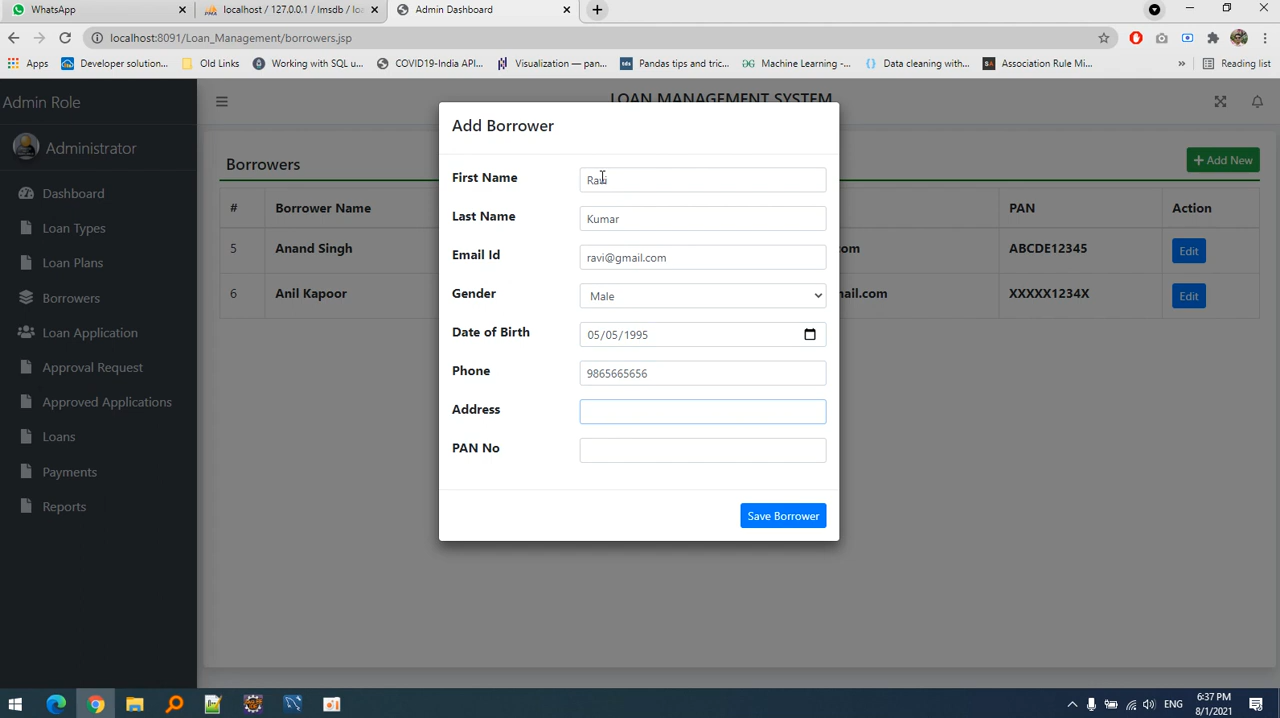 WhatsApp
localhost / 127.0.0.1 / lmsdb / loa
Admin Dashboard
localhost:8091/Loan_Management/borrowers.jsp
Apps
Developer solution...
Old Links
Working with SQL u...
COVID19-India API...
Visualization — pan...
Pandas tips and tric...
Machine Learning -...
Data cleaning with...
Association Rule Mi...
»
Reading list
Admin Role
LOAN MANAGEMENT SYSTEM
Administrator
Dashboard
Loan Types
Loan Plans
Borrowers
Loan Application
Approval Request
Approved Applications
Loans
Payments
Reports
Borrowers
+ Add New
# Borrower Name PAN Action
5 Anand Singh om ABCDE12345 Edit
6 Anil Kapoor nail.com XXXXX1234X Edit
Add Borrower
First Name Ravi
Last Name Kumar
Email Id ravi@gmail.com
Gender Male
Date of Birth 05/05/1995
Phone 9865665656
Address
PAN No
Save Borrower
ENG
6:37 PM
8/1/2021